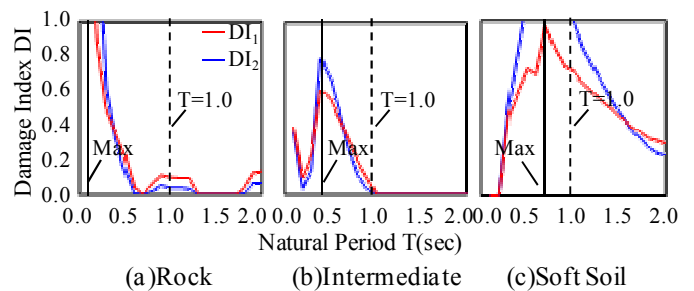 Damage Index DI
1.0
0.8
0.6
0.4
0.2
0.0
DI1
DI2
T=1.0
Max
T=1.0
Max
T=1.0
Max
0.0 0.5 1.0 1.5 2.0
0.0 0.5 1.0 1.5 2.0
0.0 0.5 1.0 1.5 2.0
Natural Period T(sec)
(a)Rock (b)Intermediate (c)Soft Soil